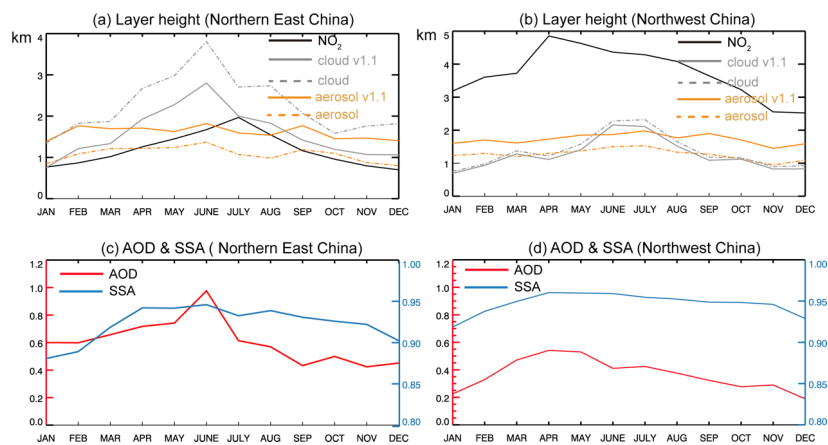 (a) Layer height (Northern East China)
km
4
3
2
1
0
NO2
cloud v1.1
cloud
aerosol v1.1
aerosol
JAN FEB MAR APR MAY JUNE JULY AUG SEP OCT NOV DEC
(b) Layer height (Northwest China)
km
5
4
3
2
1
0
NO2
cloud v1.1
cloud
aerosol v1.1
aerosol
JAN FEB MAR APR MAY JUNE JULY AUG SEP OCT NOV DEC
(c) AOD & SSA ( Northern East China)
1.2
1.0
0.8
0.6
0.4
0.2
0.0
AOD
SSA
1.00
0.95
0.90
0.85
0.80
JAN FEB MAR APR MAY JUNE JULY AUG SEP OCT NOV DEC
(d) AOD & SSA (Northwest China)
1.2
1.0
0.8
0.6
0.4
0.2
0.0
AOD
SSA
1.00
0.95
0.90
0.85
0.80
JAN FEB MAR APR MAY JUNE JULY AUG SEP OCT NOV DEC